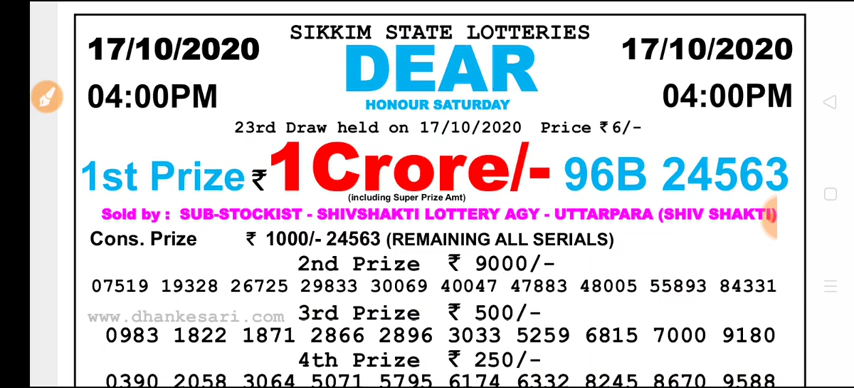 SIKKIM STATE LOTTERIES
17/10/2020 DEAR 17/10/2020
04:00PM HONOUR SATURDAY 04:00PM
23rd Draw held on 17/10/2020 Price ₹ 6/-
1st Prize ₹ 1Crore/- 96B 24563
(including Super Prize Amt)
Sold by : SUB-STOCKIST - SHIVSHAKTI LOTTERY AGY - UTTARPARA (SHIV SHAKTI)
Cons. Prize ₹ 1000/- 24563 (REMAINING ALL SERIALS)
2nd Prize ₹ 9000/-
07519 19328 26725 29833 30069 40047 47883 48005 55893 84331
www.dhankesari.com 3rd Prize ₹ 500/-
0983 1822 1871 2866 2896 3033 5259 6815 7000 9180
4th Prize ₹ 250/-
0390 2058 3064 5071 5795 6174 6332 8245 8670 9588